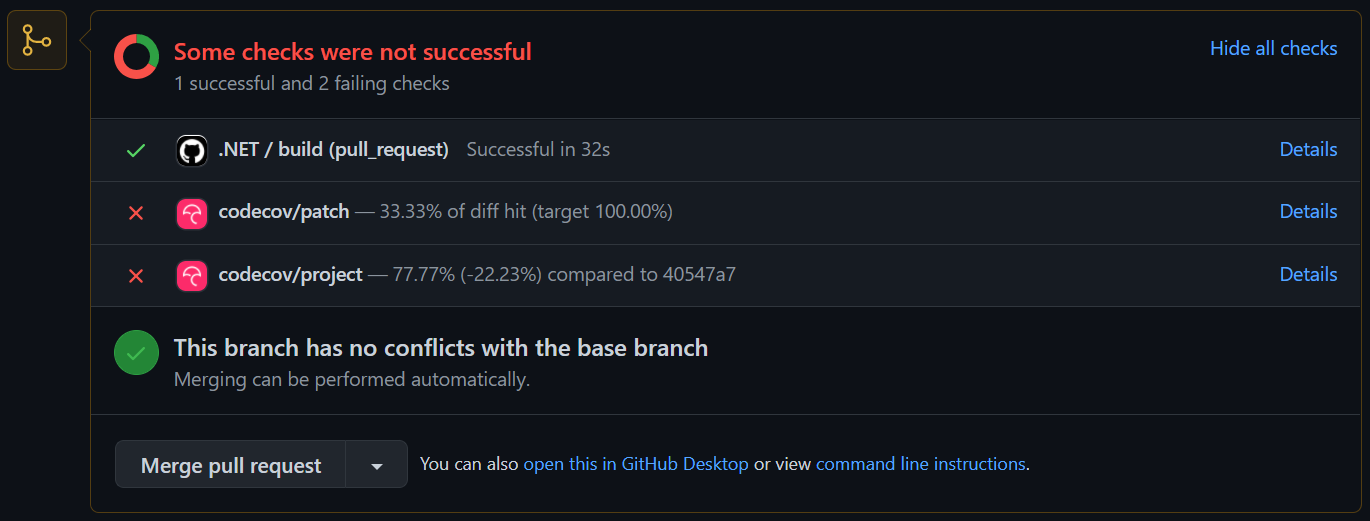 Some checks were not successful
Hide all checks
1 successful and 2 failing checks
.NET / build (pull_request) Successful in 32s Details
codecov/patch — 33.33% of diff hit (target 100.00%) Details
codecov/project — 77.77% (-22.23%) compared to 40547a7 Details
This branch has no conflicts with the base branch
Merging can be performed automatically.
Merge pull request You can also open this in GitHub Desktop or view command line instructions.